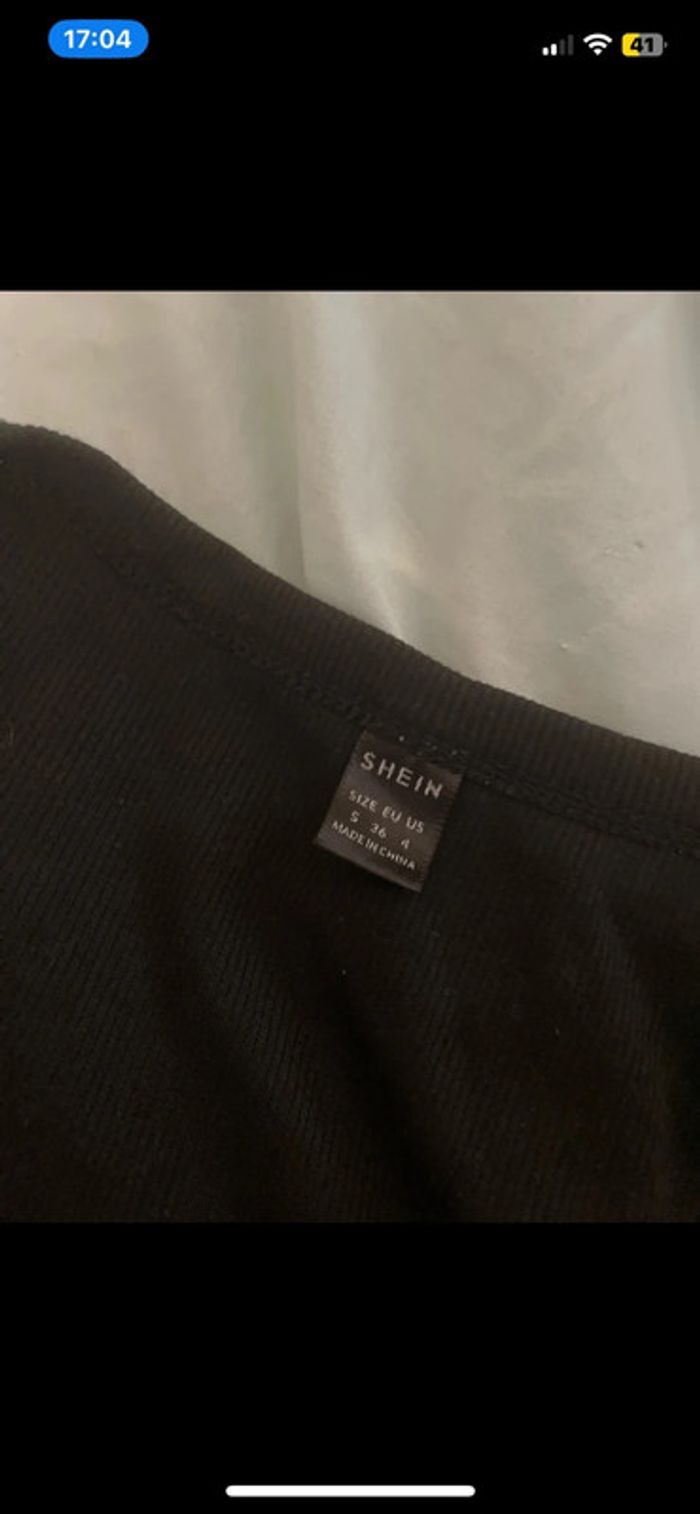 17:04
41
SHEIN
SIZE EU US
S 36 4
MADE IN CHINA